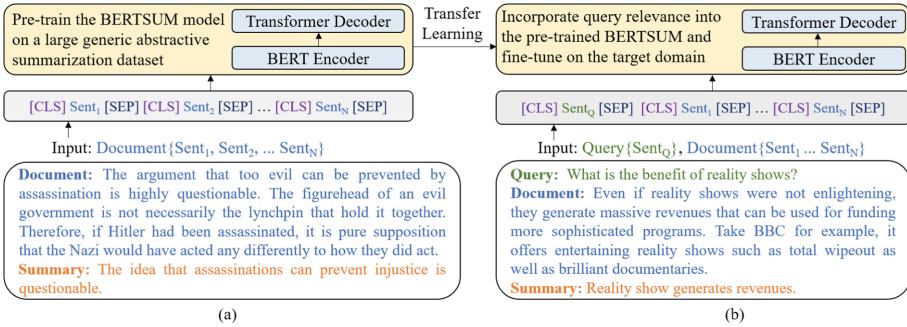 Pre-train the BERTSUM model
on a large generic abstractive
summarization dataset
Transformer Decoder
BERT Encoder
Transfer
Learning
Incorporate query relevance into
the pre-trained BERTSUM and
fine-tune on the target domain
Transformer Decoder
BERT Encoder
[CLS] Sent1 [SEP] [CLS] Sent2 [SEP] … [CLS] SentN [SEP]
[CLS] SentQ [SEP] [CLS] Sent1 [SEP] … [CLS] SentN [SEP]
Input: Document{Sent1, Sent2, ... SentN}
Input: Query{SentQ}, Document{Sent1 ... SentN}
Document: The argument that too evil can be prevented by
assassination is highly questionable. The figurehead of an evil
government is not necessarily the lynchpin that hold it together.
Therefore, if Hitler had been assassinated, it is pure supposition
that the Nazi would have acted any differently to how they did act.
Summary: The idea that assassinations can prevent injustice is
questionable.
Query: What is the benefit of reality shows?
Document: Even if reality shows were not enlightening,
they generate massive revenues that can be used for funding
more sophisticated programs. Take BBC for example, it
offers entertaining reality shows such as total wipeout as
well as brilliant documentaries.
Summary: Reality show generates revenues.
(a)
(b)